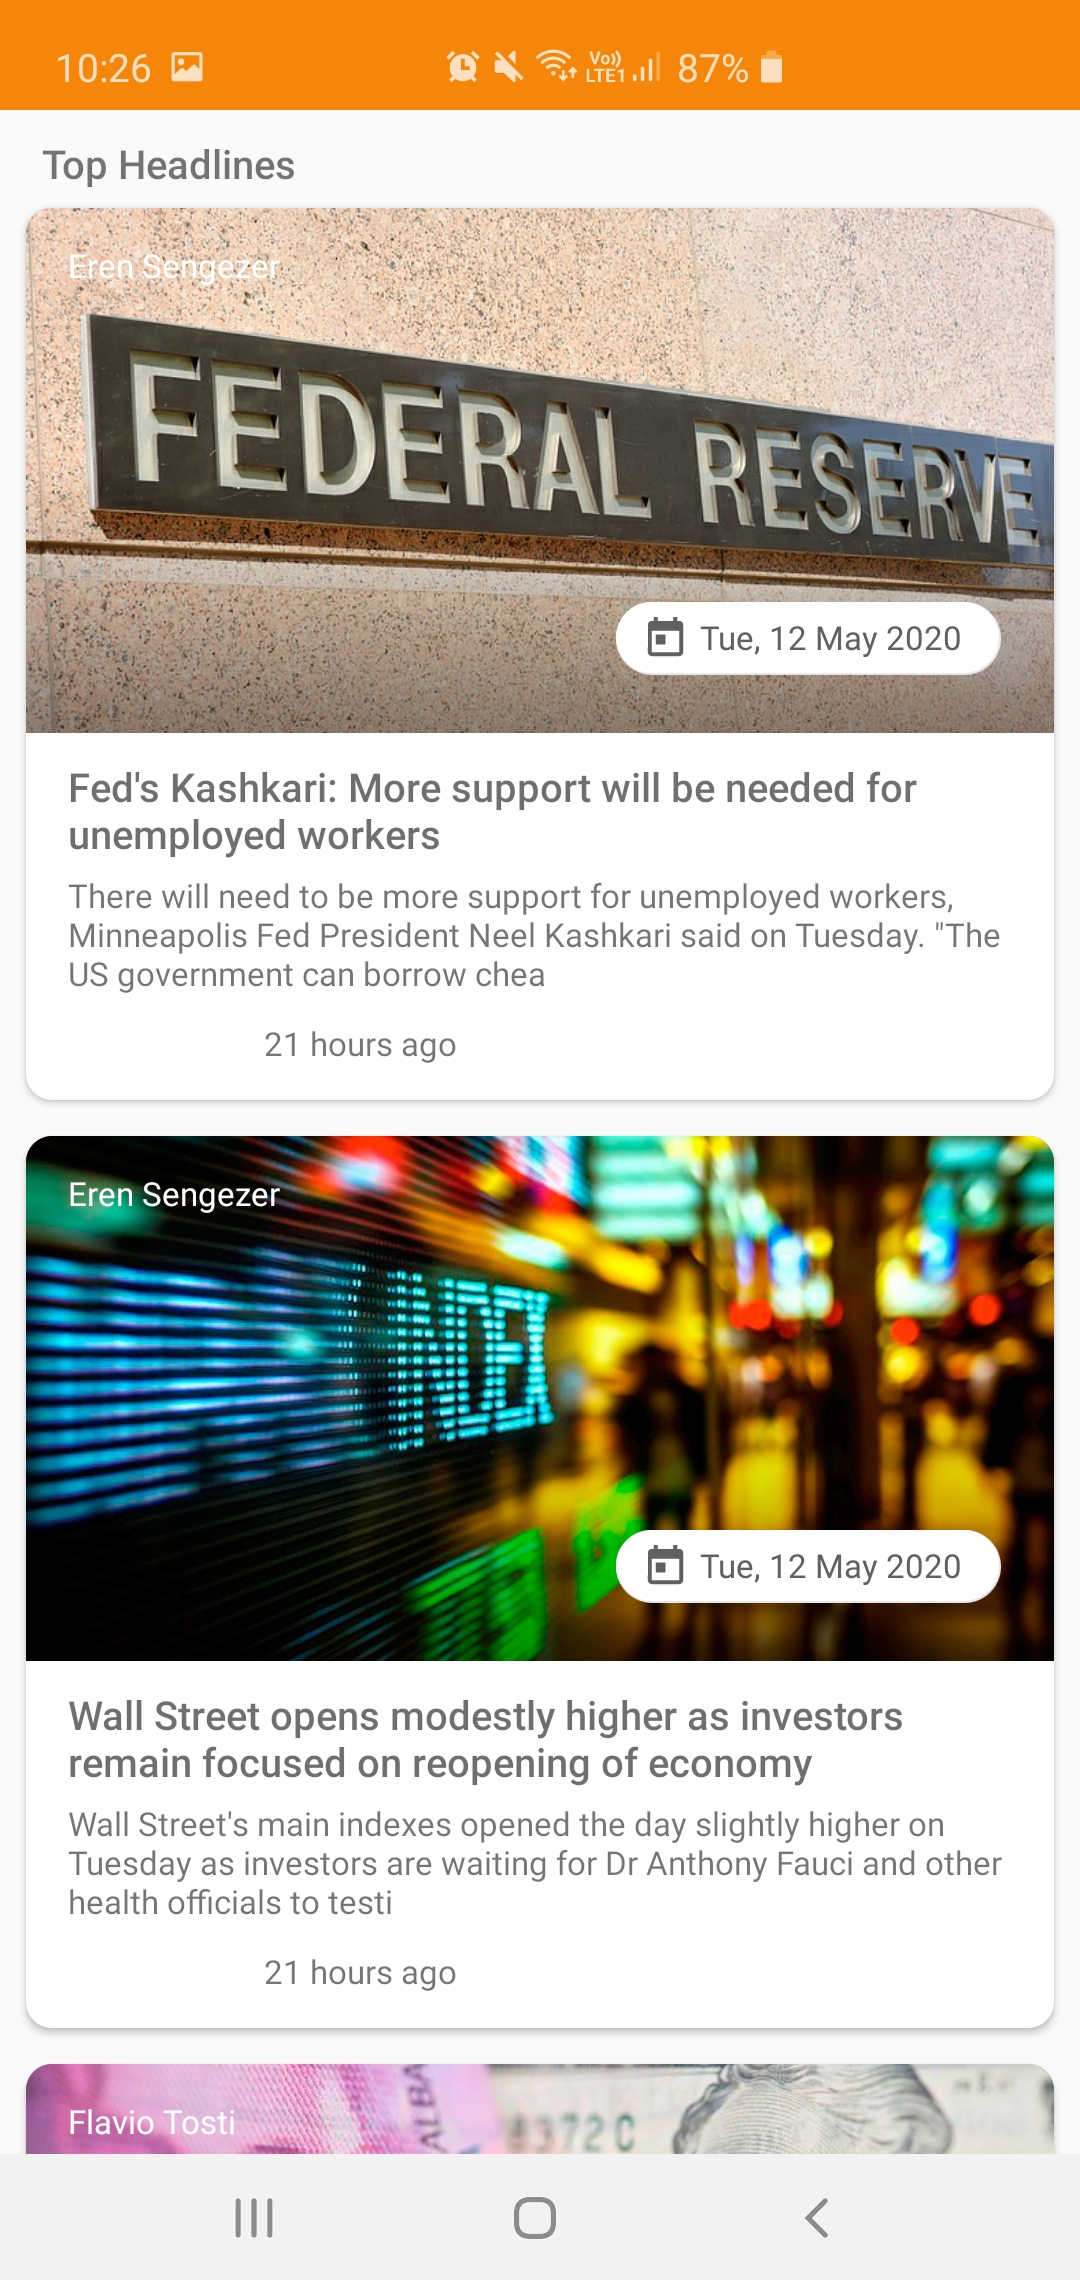 10:26
Vo))
LTE1
87%
Top Headlines
Eren Sengezer
FEDERAL RESERVE
Tue, 12 May 2020
Fed's Kashkari: More support will be needed for
unemployed workers
There will need to be more support for unemployed workers,
Minneapolis Fed President Neel Kashkari said on Tuesday. "The
US government can borrow chea
21 hours ago
Eren Sengezer
INDEX
Tue, 12 May 2020
Wall Street opens modestly higher as investors
remain focused on reopening of economy
Wall Street's main indexes opened the day slightly higher on
Tuesday as investors are waiting for Dr Anthony Fauci and other
health officials to testi
21 hours ago
Flavio Tosti